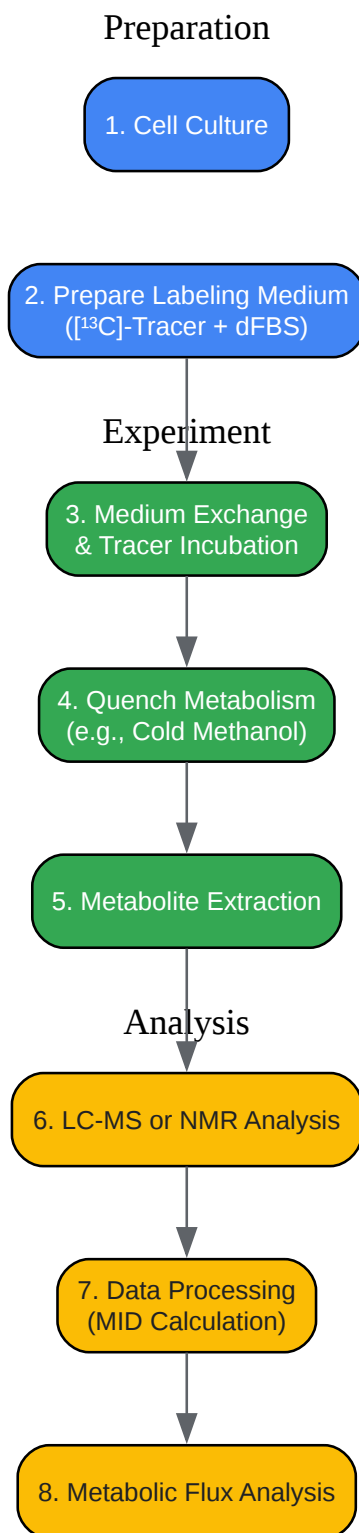 Preparation
1. Cell Culture
2. Prepare Labeling Medium
([¹³C]-Tracer + dFBS)
Experiment
3. Medium Exchange
& Tracer Incubation
4. Quench Metabolism
(e.g., Cold Methanol)
5. Metabolite Extraction
Analysis
6. LC-MS or NMR Analysis
7. Data Processing
(MID Calculation)
8. Metabolic Flux Analysis